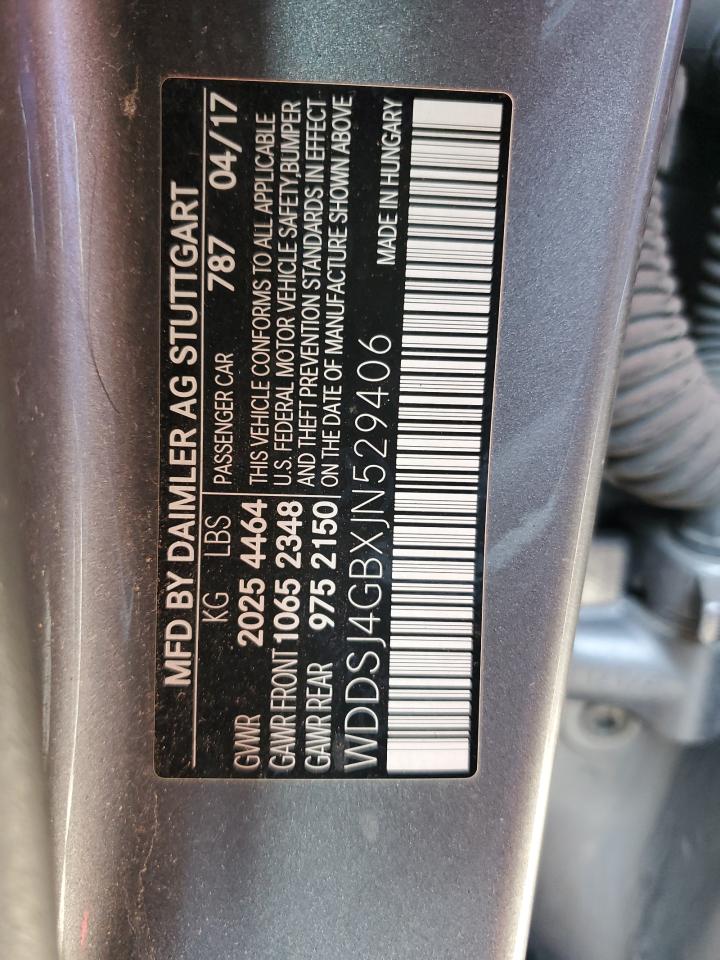 MFD BY DAIMLER AG STUTTGART
KG LBS PASSENGER CAR 787 04/17
GVWR 2025 4464 THIS VEHICLE CONFORMS TO ALL APPLICABLE
GAWR FRONT 1065 2348 U.S. FEDERAL MOTOR VEHICLE SAFETY,BUMPER
GAWR REAR 975 2150 AND THEFT PREVENTION STANDARDS IN EFFECT
ON THE DATE OF MANUFACTURE SHOWN ABOVE
WDDSJ4GBXJN529406 MADE IN HUNGARY